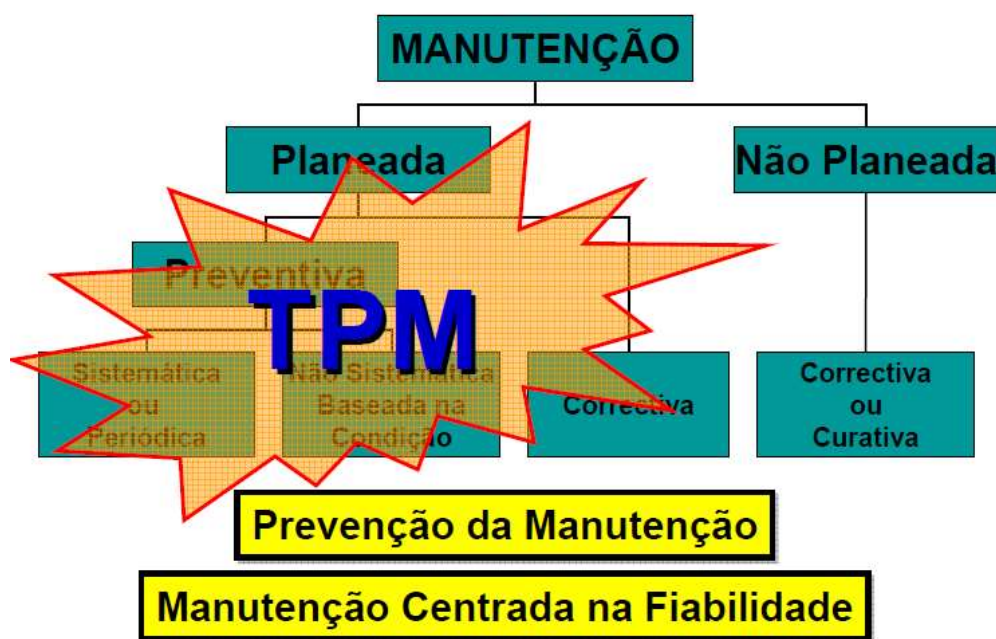 MANUTENÇÃO
Planeada
Não Planeada
Preventiva
TPM
Sistemática
ou
Periódica
Não Sistemática
Baseada na
Condição
Correctiva
Correctiva
ou
Curativa
Prevenção da Manutenção
Manutenção Centrada na Fiabilidade